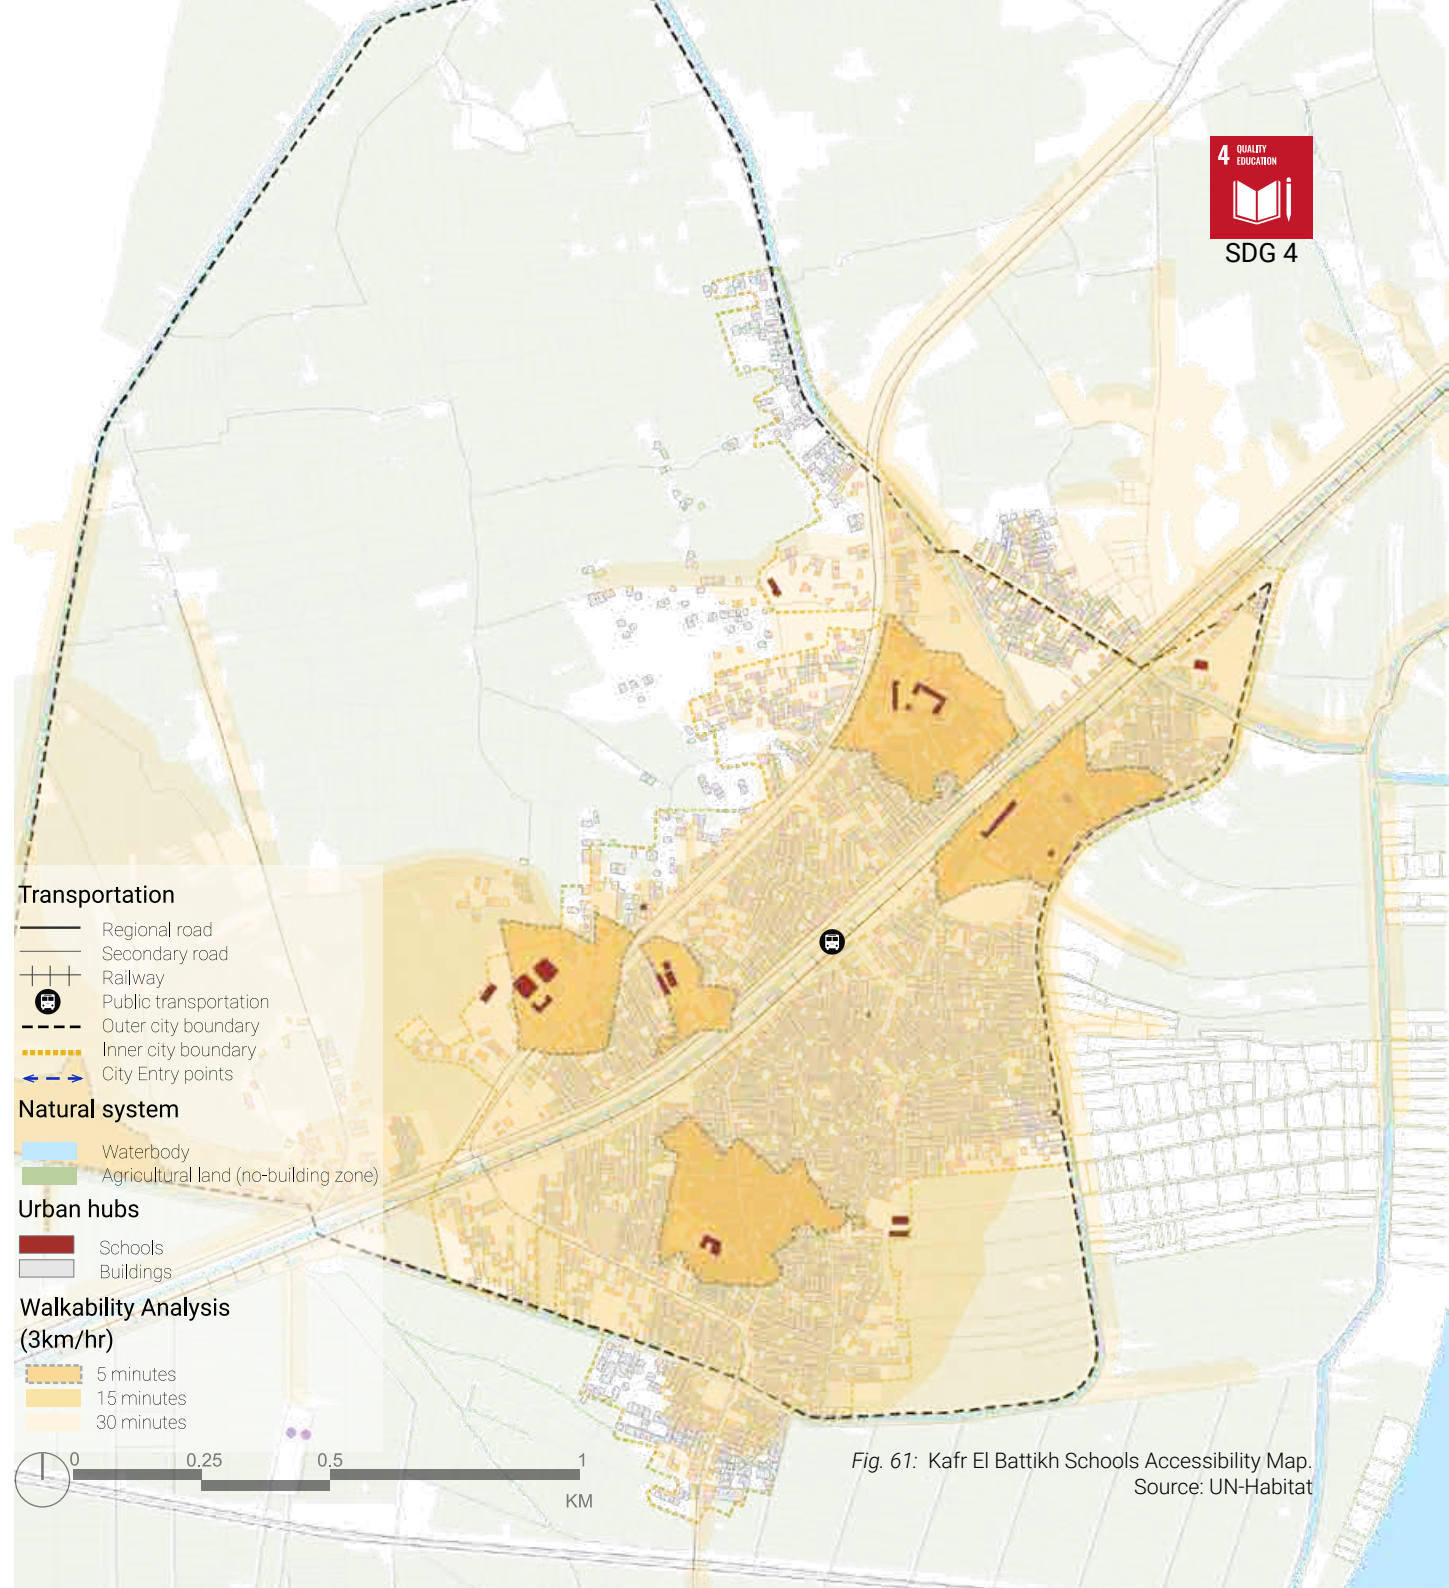 4 QUALITY
EDUCATION
SDG 4
Transportation
Regional road
Secondary road
Railway
Public transportation
Outer city boundary
Inner city boundary
City Entry points
Natural system
Waterbody
Agricultural land (no-building zone)
Urban hubs
Schools
Buildings
Walkability Analysis
(3km/hr)
5 minutes
15 minutes
30 minutes
0 0.25 0.5 1
KM
Fig. 61: Kafr El Battikh Schools Accessibility Map.
Source: UN-Habitat